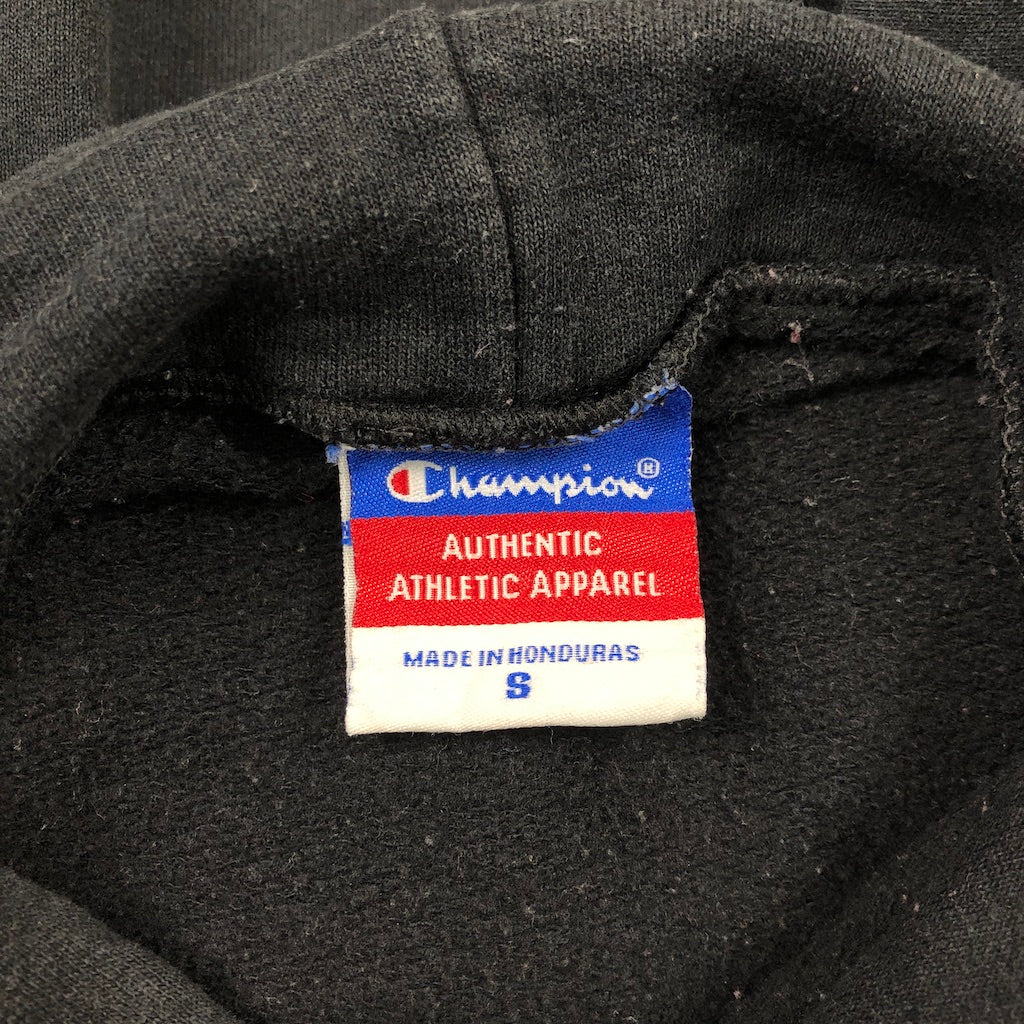 Champion®
AUTHENTIC
ATHLETIC APPAREL
MADE IN HONDURAS
S